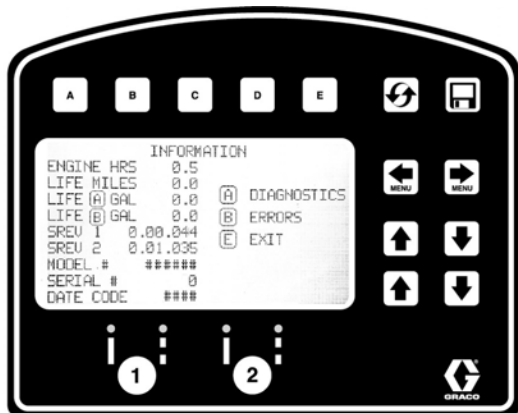 A B C D E
INFORMATION
ENGINE HRS 0.5
LIFE MILES 0.0
LIFE A GAL 0.0
LIFE B GAL 0.0
SREV 1 0.00.044
SREV 2 0.01.035
MODEL # ######
SERIAL # 0
DATE CODE ####
A DIAGNOSTICS
B ERRORS
E EXIT
MENU MENU
1 2
GRACO